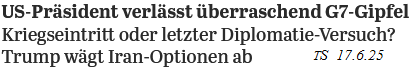 US-Präsident verlässt überraschend G7-Gipfel
Kriegseintritt oder letzter Diplomatie-Versuch?
Trump wägt Iran-Optionen ab
TS 17.6.25